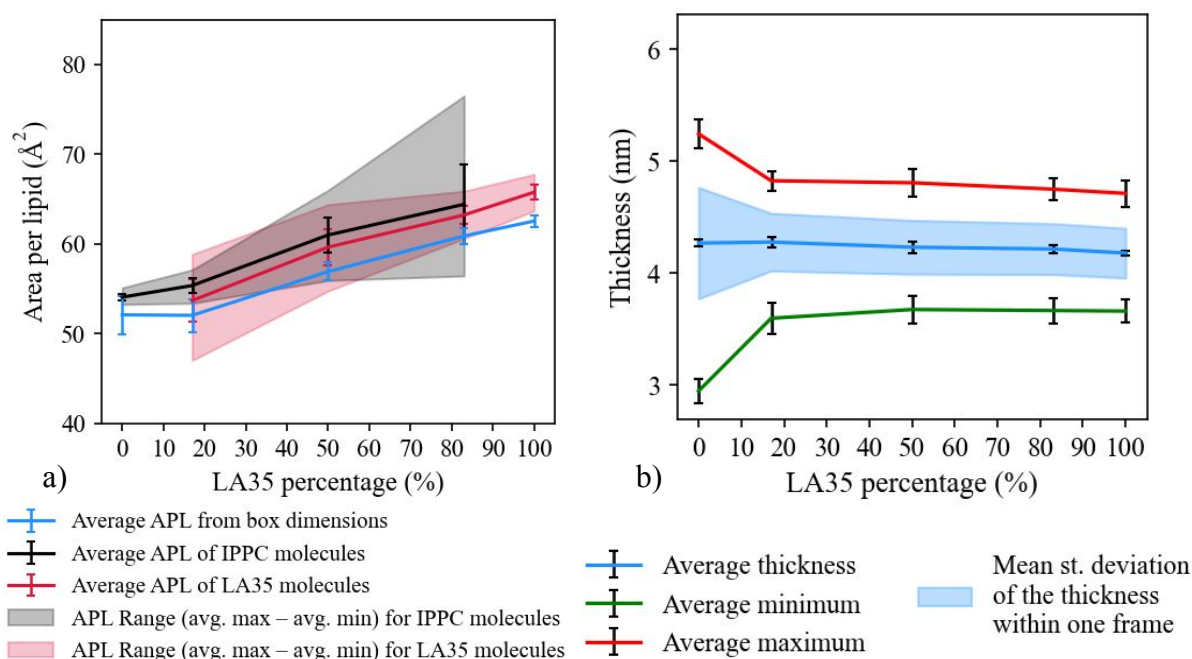 Area per lipid (Å²)
80
70
60
50
40
0 10 20 30 40 50 60 70 80 90 100
LA35 percentage (%)
a)
Thickness (nm)
6
5
4
3
0 10 20 30 40 50 60 70 80 90 100
LA35 percentage (%)
b)
Average APL from box dimensions
Average APL of IPPC molecules
Average APL of LA35 molecules
APL Range (avg. max – avg. min) for IPPC molecules
APL Range (avg. max – avg. min) for LA35 molecules
Average thickness
Average minimum
Average maximum
Mean st. deviation
of the thickness
within one frame